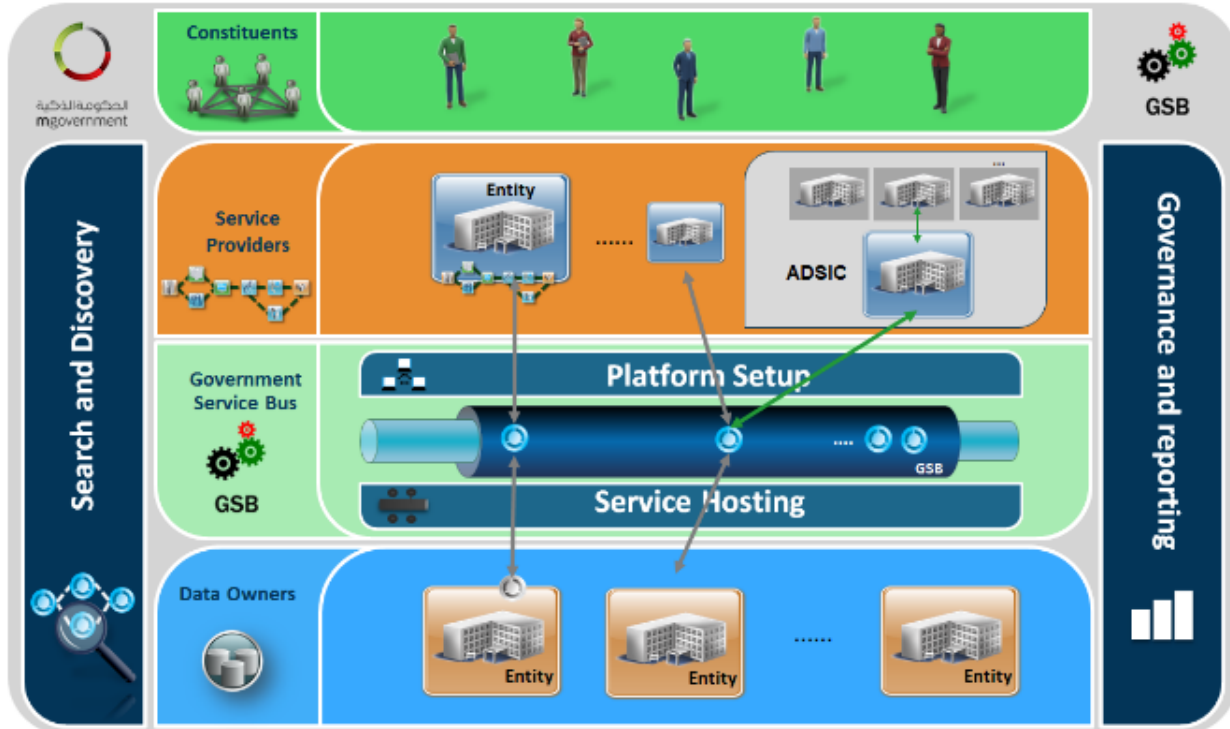 Constituents
الحكومة الذكية
mgovernment
GSB
Search and Discovery
Service
Providers
Entity
......
...
ADSIC
Governance and reporting
Government
Service Bus
GSB
Platform Setup
....
GSB
Service Hosting
Data Owners
Entity
Entity
......
Entity